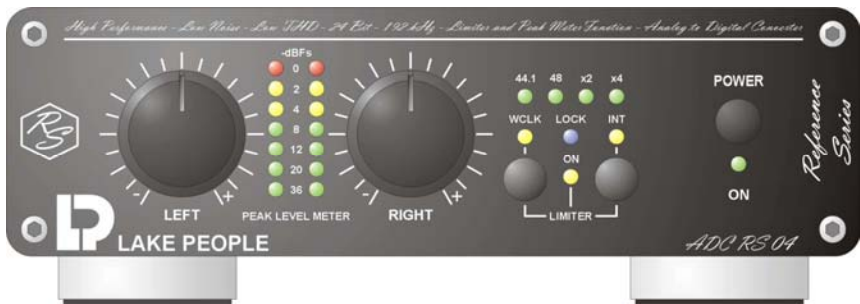 High Performance - Low Noise - Low THD - 24 Bit - 192 kHz - Limiter and Peak Meter Function - Analog to Digital Converter
-dBFs
0
2
4
8
12
20
36
- +
LEFT
PEAK LEVEL METER
- +
RIGHT
44.1 48 x2 x4
WCLK LOCK INT
ON
LIMITER
POWER
ON
RS
LP LAKE PEOPLE
Reference
Series
ADC RS 04